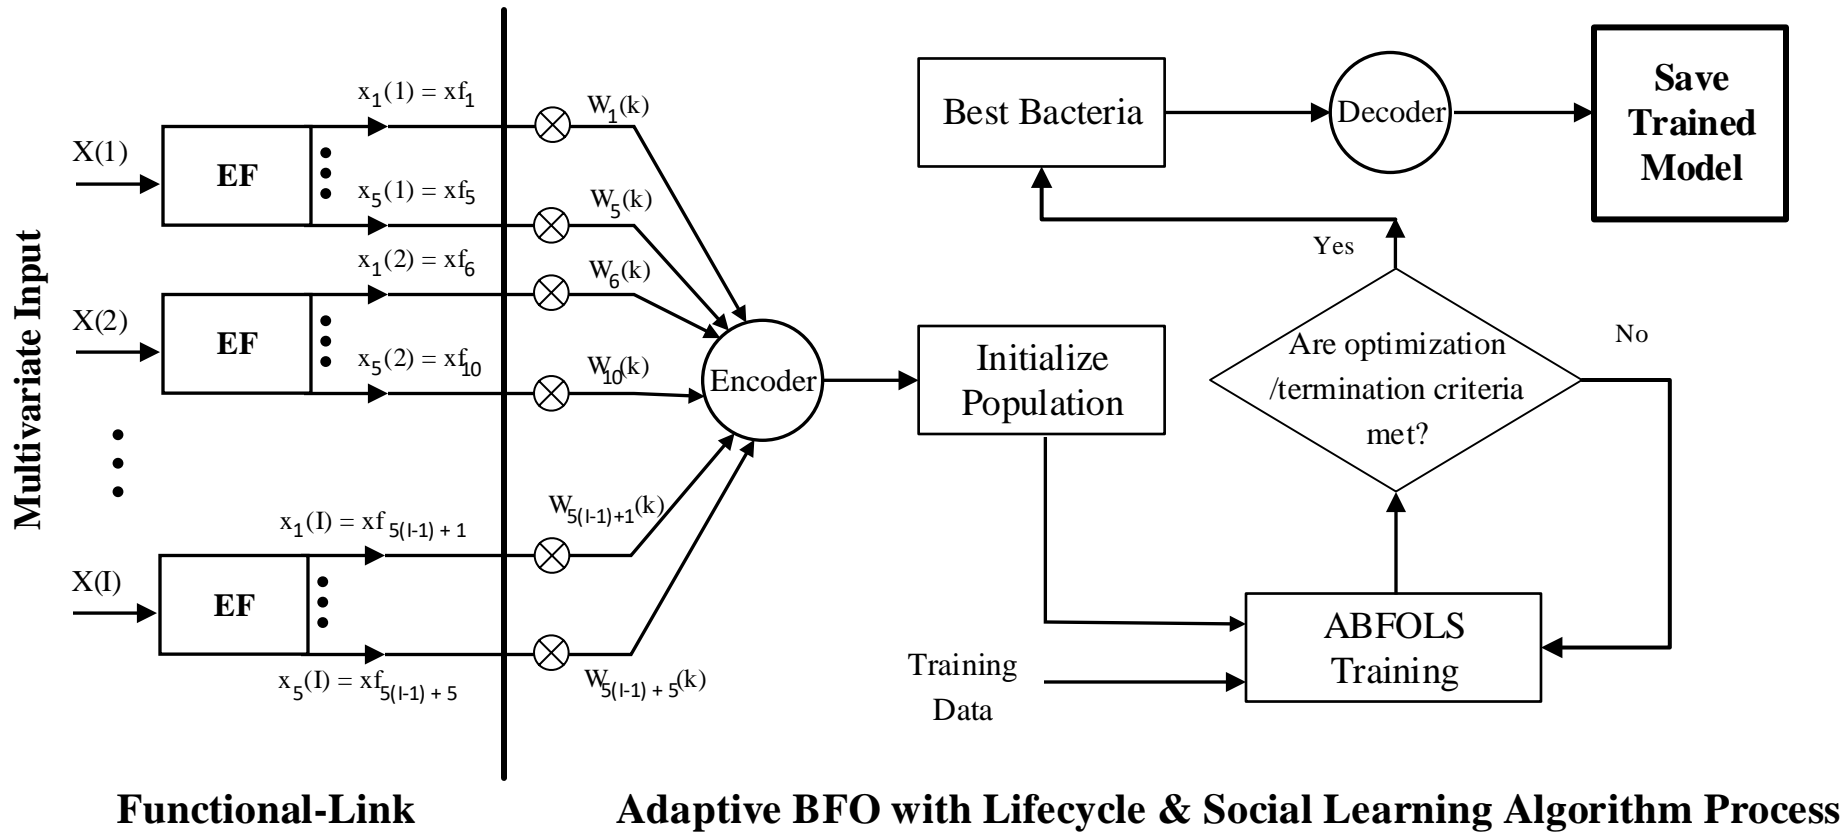 Multivariate Input
X(1)
EF
x₁(1) = xf₁
x₅(1) = xf₅
W₁(k)
W₅(k)
X(2)
EF
x₁(2) = xf₆
x₅(2) = xf₁₀
W₆(k)
W₁₀(k)
X(I)
EF
x₁(I) = xf 5(I-1) + 1
x₅(I) = xf5(I-1) + 5
W5(I-1)+1(k)
W5(I-1) + 5(k)
Encoder
Initialize
Population
Training
Data
ABFOLS
Training
Are optimization
/termination criteria
met?
No
Yes
Best Bacteria
Decoder
Save
Trained
Model
Functional-Link
Adaptive BFO with Lifecycle & Social Learning Algorithm Process